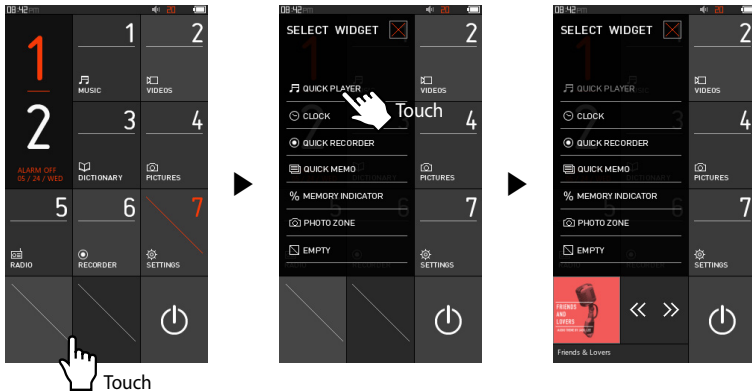 08:42PM 20
1 1 2
MUSIC VIDEOS
2 3 4
ALARM OFF
05 / 24 / WED
DICTIONARY PICTURES
5 6 7
RADIO RECORDER SETTINGS
Touch
08:42PM 20
SELECT WIDGET 2
QUICK PLAYER VIDEOS
Touch
CLOCK 4
QUICK RECORDER
QUICK MEMO PICTURES
% MEMORY INDICATOR 7
PHOTO ZONE
EMPTY SETTINGS
08:42PM 20
SELECT WIDGET 2
QUICK PLAYER VIDEOS
CLOCK 4
QUICK RECORDER
QUICK MEMO PICTURES
% MEMORY INDICATOR 7
PHOTO ZONE
EMPTY SETTINGS
FRIENDS
AND
LOVERS
Friends & Lovers